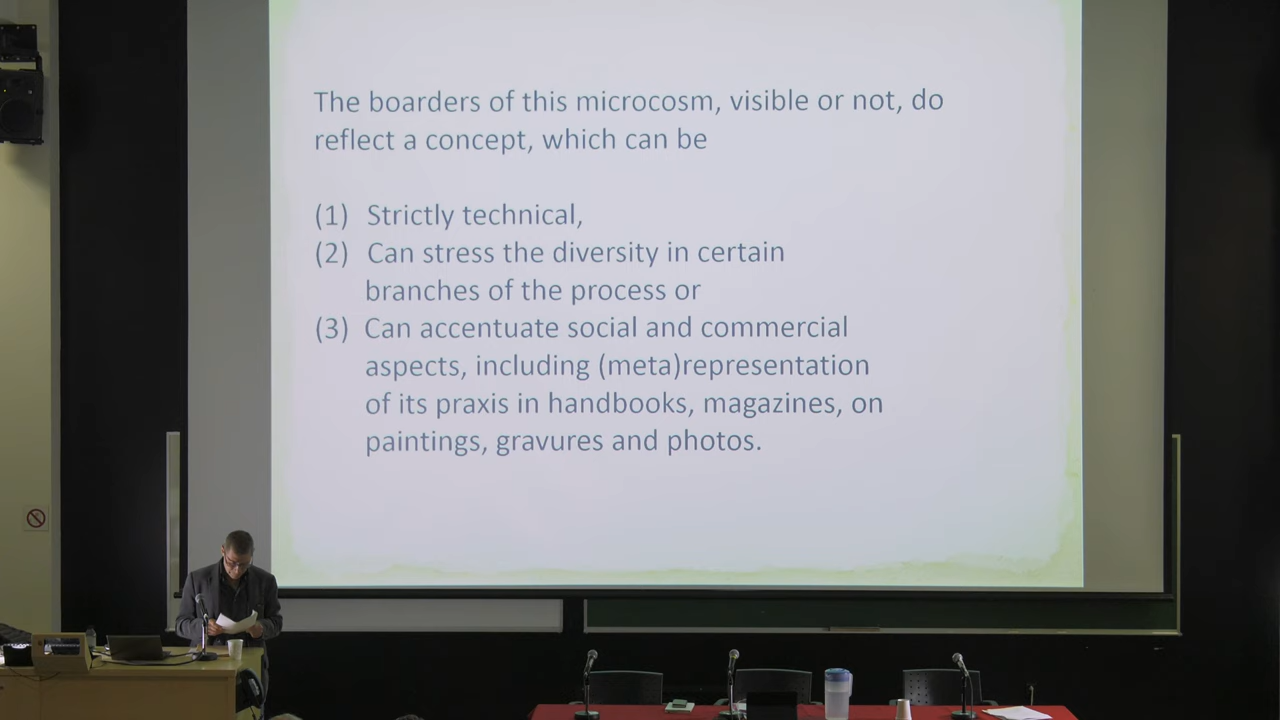 The boarders of this microcosm, visible or not, do
reflect a concept, which can be
(1) Strictly technical,
(2) Can stress the diversity in certain
branches of the process or
(3) Can accentuate social and commercial
aspects, including (meta)representation
of its praxis in handbooks, magazines, on
paintings, gravures and photos.